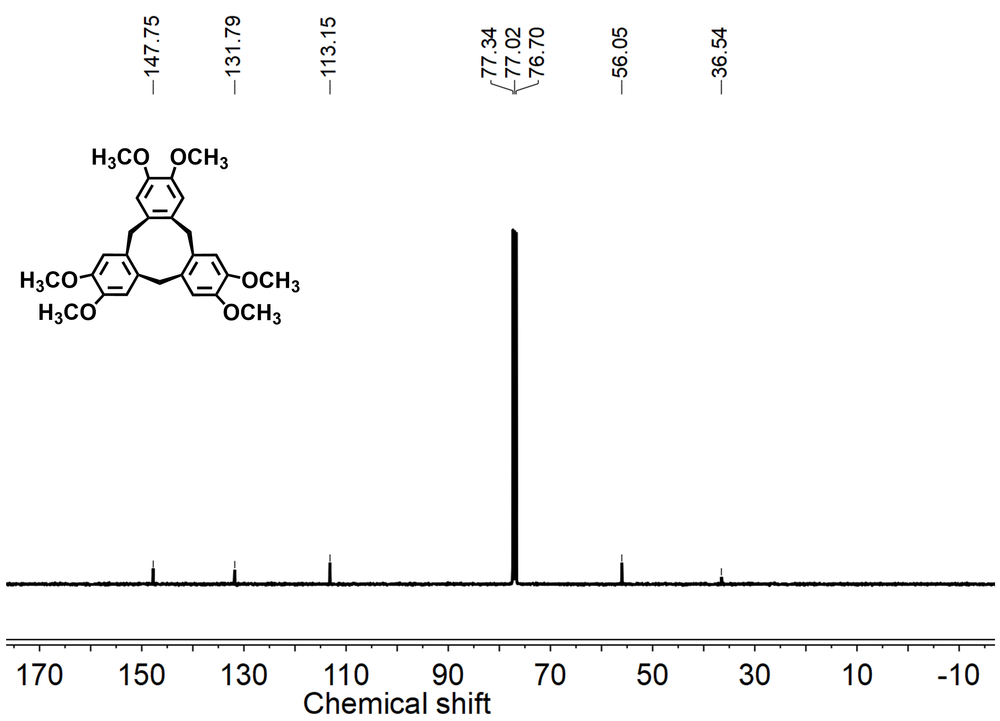 147.75
131.79
113.15
77.34
77.02
76.70
56.05
36.54
H3CO OCH3
H3CO OCH3
H3CO OCH3
170 150 130 110 90 70 50 30 10 -10
Chemical shift